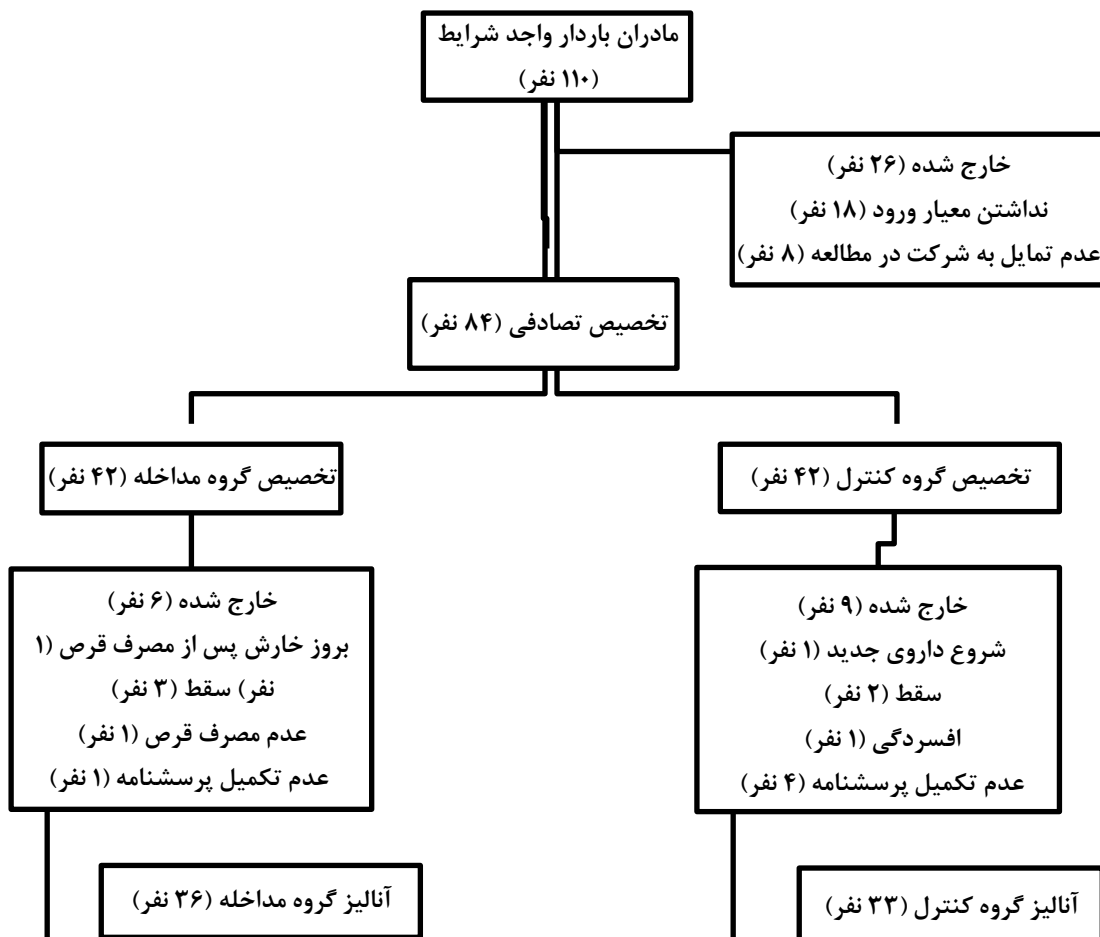 مادران باردار واجد شرایط
(۱۱۰ نفر)
خارج شده (۲۶ نفر)
نداشتن معیار ورود (۱۸ نفر)
عدم تمایل به شرکت در مطالعه (۸ نفر)
تخصیص تصادفی (۸۴ نفر)
تخصیص گروه کنترل (۴۲ نفر)
تخصیص گروه مداخله (۴۲ نفر)
خارج شده (۹ نفر)
شروع داروی جدید (۱ نفر)
سقط (۲ نفر)
افسردگی (۱ نفر)
عدم تکمیل پرسشنامه (۴ نفر)
خارج شده (۶ نفر)
بروز خارش پس از مصرف قرص (۱
نفر) سقط (۳ نفر)
عدم مصرف قرص (۱ نفر)
عدم تکمیل پرسشنامه (۱ نفر)
آنالیز گروه کنترل (۳۳ نفر)
آنالیز گروه مداخله (۳۶ نفر)